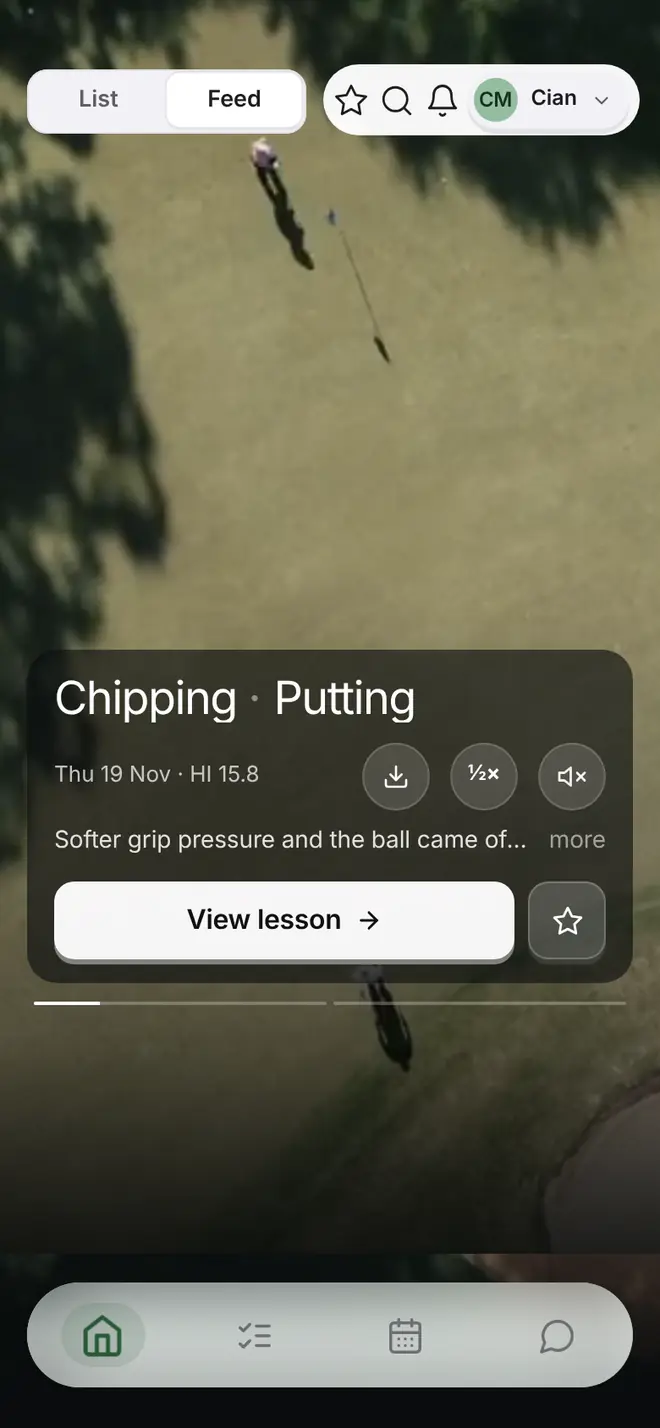 List
Feed
CM
Cian
Chipping · Putting
Thu 19 Nov · HI 15.8
½×
Softer grip pressure and the ball came of... more
View lesson →